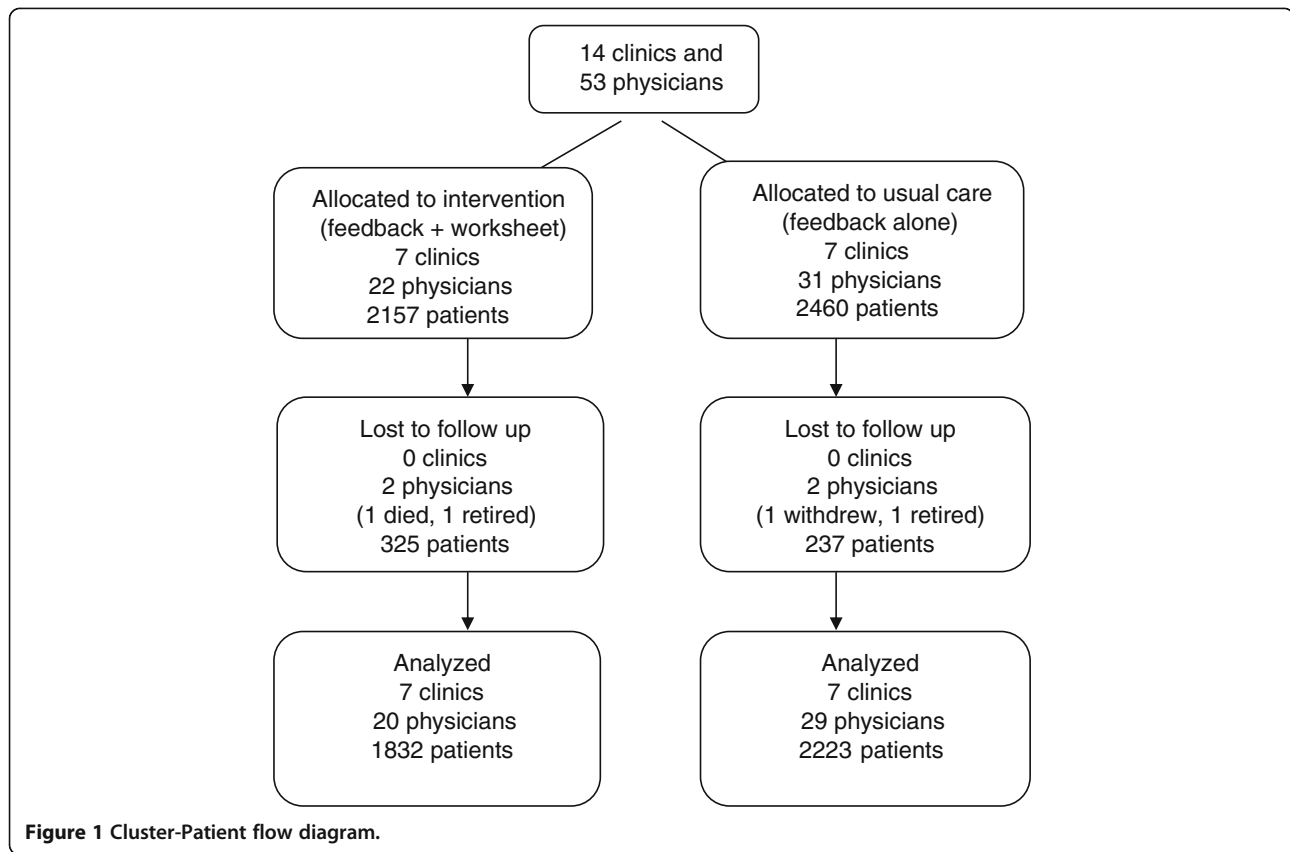 14 clinics and
53 physicians
Allocated to intervention
(feedback + worksheet)
7 clinics
22 physicians
2157 patients
Allocated to usual care
(feedback alone)
7 clinics
31 physicians
2460 patients
Lost to follow up
0 clinics
2 physicians
(1 died, 1 retired)
325 patients
Lost to follow up
0 clinics
2 physicians
(1 withdrew, 1 retired)
237 patients
Analyzed
7 clinics
20 physicians
1832 patients
Analyzed
7 clinics
29 physicians
2223 patients
Figure 1 Cluster-Patient flow diagram.